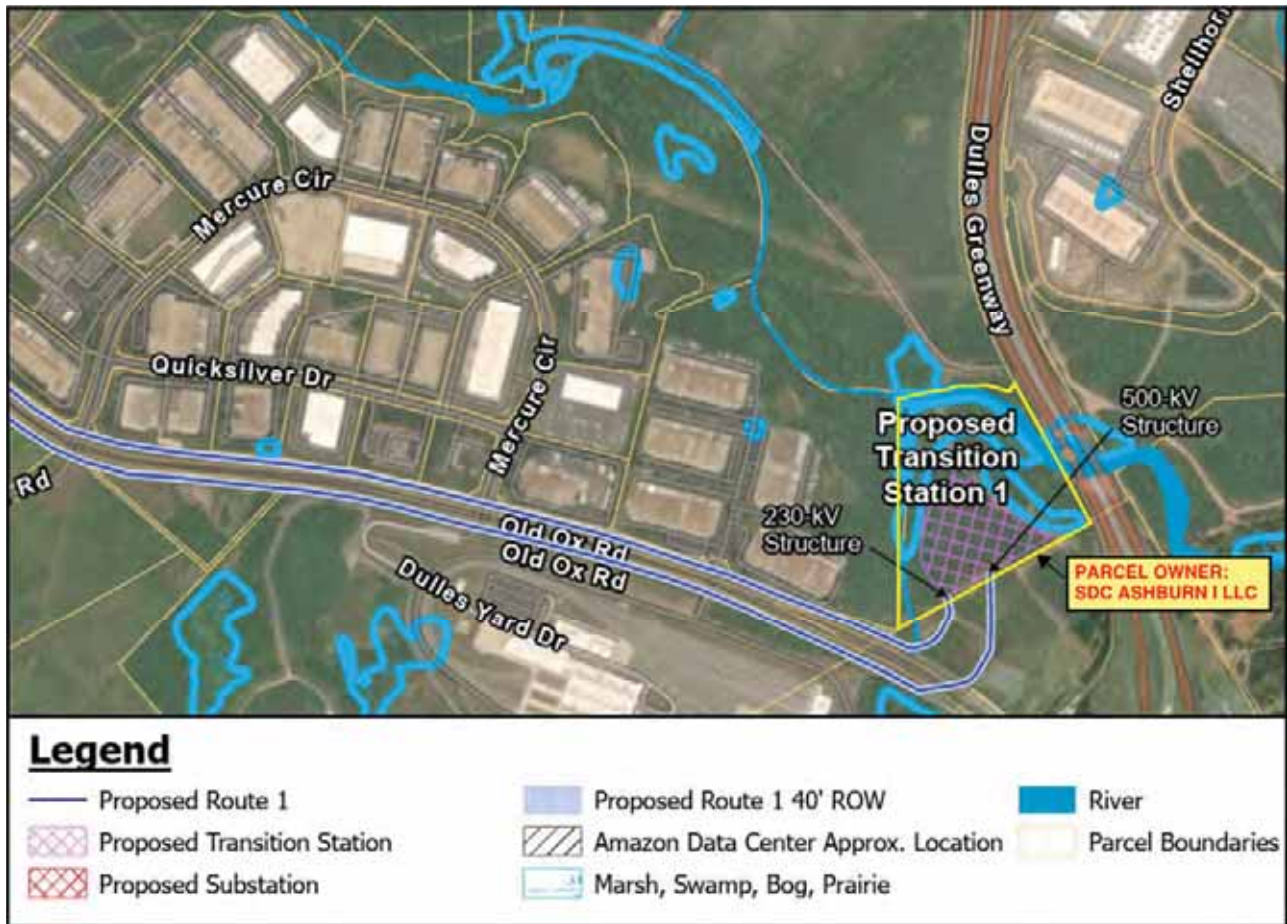 Shellhorn
Mercure Cir
Dulles Greenway
Quicksilver Dr
Mercure Cir
500-kV
Structure
Proposed
Transition
Station 1
Rd
230-kV
Structure
Old Ox Rd
Old Ox Rd
Dulles Yard Dr
PARCEL OWNER:
SDC ASHBURN I LLC
Legend
Proposed Route 1
Proposed Route 1 40' ROW
River
Proposed Transition Station
Amazon Data Center Approx. Location
Parcel Boundaries
Proposed Substation
Marsh, Swamp, Bog, Prairie